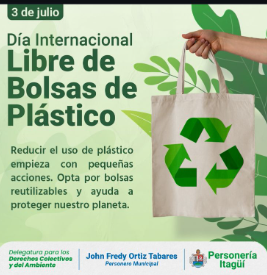 3 de julio
Día Internacional
Libre de
Bolsas de
Plástico
Reducir el uso de plástico
empieza con pequeñas
acciones. Opta por bolsas
reutilizables y ayuda a
proteger nuestro planeta.
Delegatura para los
Derechos Colectivos
y del Ambiente
John Fredy Ortiz Tabares
Personero Municipal
Personería
Itagüí